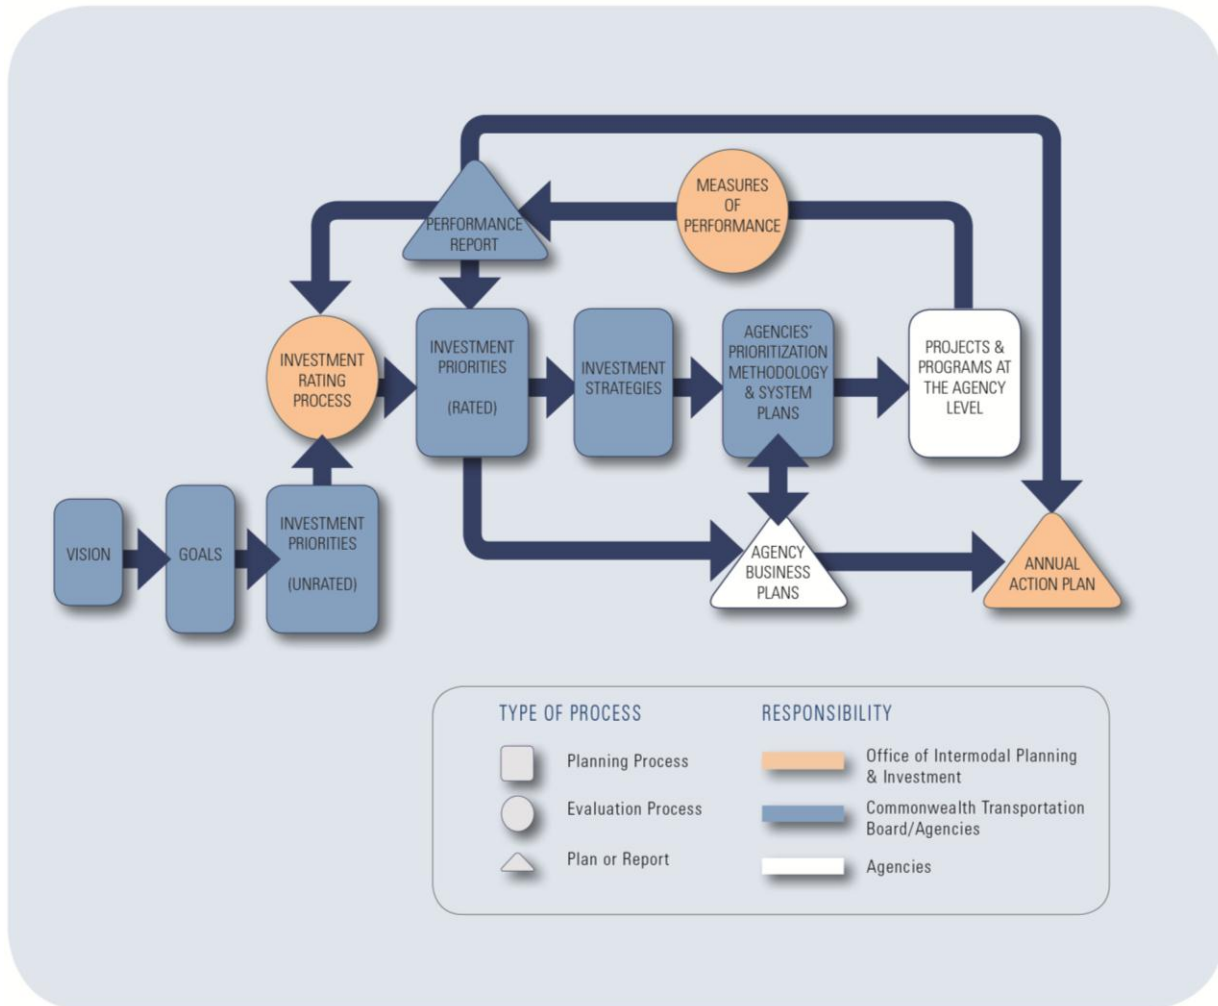 MEASURES
OF
PERFORMANCE
PERFORMANCE
REPORT
INVESTMENT
RATING
PROCESS
INVESTMENT
PRIORITIES
(RATED)
INVESTMENT
STRATEGIES
AGENCIES'
PRIORITIZATION
METHODOLOGY
& SYSTEM
PLANS
PROJECTS &
PROGRAMS AT
THE AGENCY
LEVEL
VISION
GOALS
INVESTMENT
PRIORITIES
(UNRATED)
AGENCY
BUSINESS
PLANS
ANNUAL
ACTION PLAN
TYPE OF PROCESS
Planning Process
Evaluation Process
Plan or Report
RESPONSIBILITY
Office of Intermodal Planning
& Investment
Commonwealth Transportation
Board/Agencies
Agencies